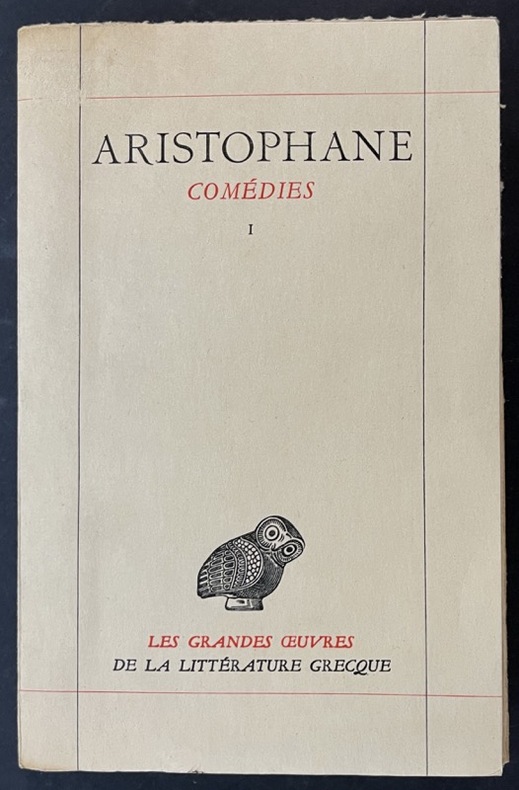 ARISTOPHANE
COMÉDIES
I
LES GRANDES ŒUVRES
DE LA LITTÉRATURE GRECQUE